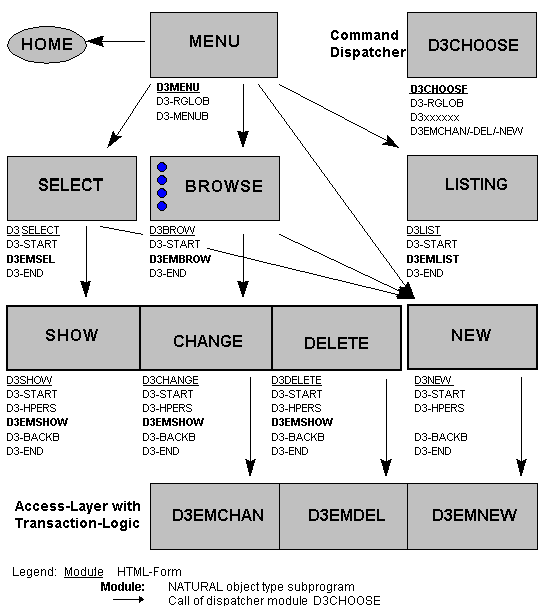 HOME
MENU
Command
Dispatcher
D3CHOOSE
D3MENU
D3-RGLOB
D3-MENUB
D3CHOOSE
D3-RGLOB
D3xxxxxx
D3EMCHAN/-DEL/-NEW
SELECT
BROWSE
LISTING
D3SELECT
D3-START
D3EMSEL
D3-END
D3BROW
D3-START
D3EMBROW
D3-END
D3LIST
D3-START
D3EMLIST
D3-END
SHOW
CHANGE
DELETE
NEW
D3SHOW
D3-START
D3-HPERS
D3EMSHOW
D3-BACKB
D3-END
D3CHANGE
D3-START
D3-HPERS
D3EMSHOW
D3-BACKB
D3-END
D3DELETE
D3-START
D3-HPERS
D3EMSHOW
D3-BACKB
D3-END
D3NEW
D3-START
D3-HPERS
D3-BACKB
D3-END
Access-Layer with
Transaction-Logic
D3EMCHAN
D3EMDEL
D3EMNEW
Legend: Module HTML-Form
Module: NATURAL object type subprogram
Call of dispatcher module D3CHOOSE